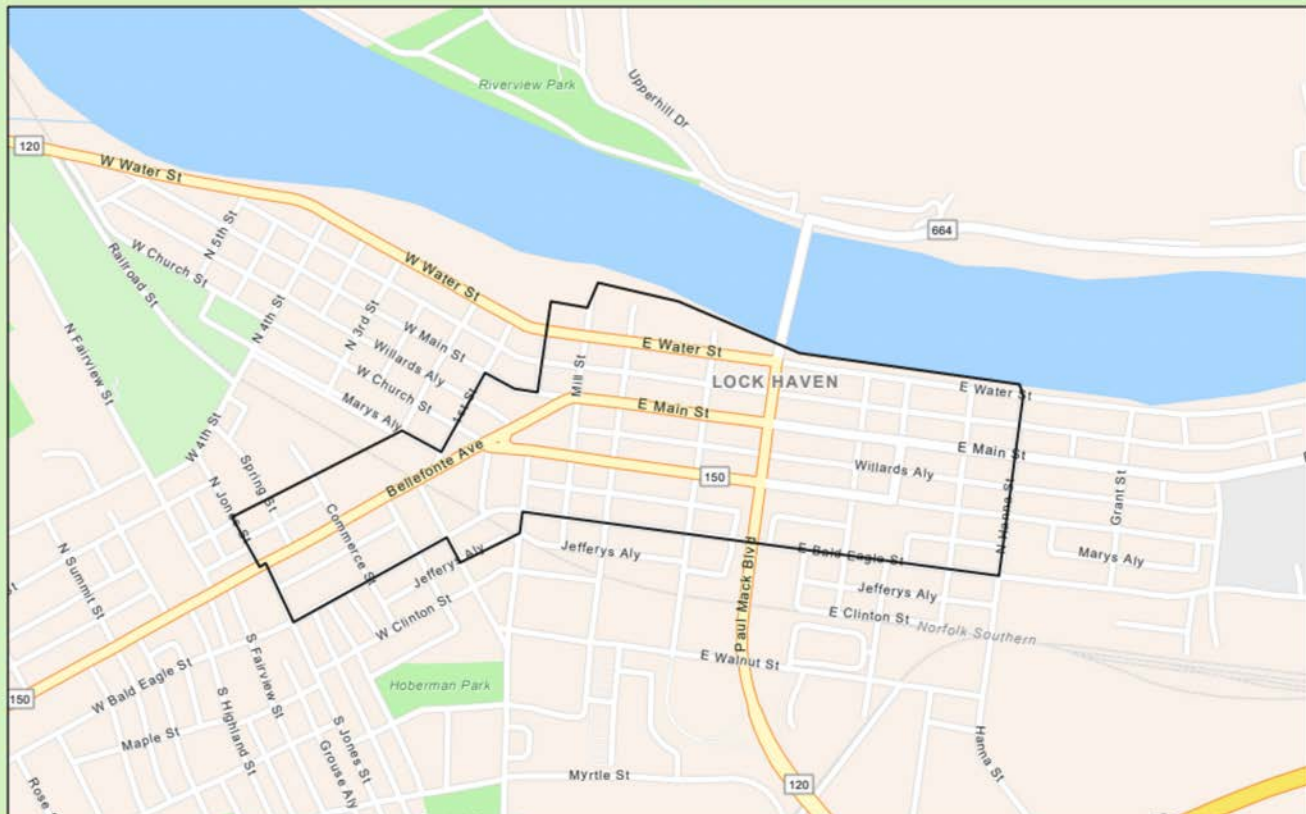 Riverview Park
Upperhill Dr
120
W Water St
664
N 5th St
W Church St
Railroad St
W Water St
N 4th St
N 3rd St
W Main St
Willards Aly
W Church St
Marys Aly
1st St
N Fairview St
E Water St
Mill St
LOCK HAVEN
E Water St
E Main St
E Main St
Bellefonte Ave
W 4th St
Spring St
150
Willards Aly
Grant St
N Hanna St
Commerce St
Jefferys Aly
Jefferys Aly
E Bald Eagle St
Marys Aly
Paul Mack Blvd
Jefferys Aly
E Clinton St
Norfolk Southern
N Summit St
W Clinton St
E Walnut St
W Bald Eagle St
S Fairview St
Hoberman Park
150
S Highland St
Maple St
S Jones St
Grouse Aly
Hanna St
Myrtle St
120